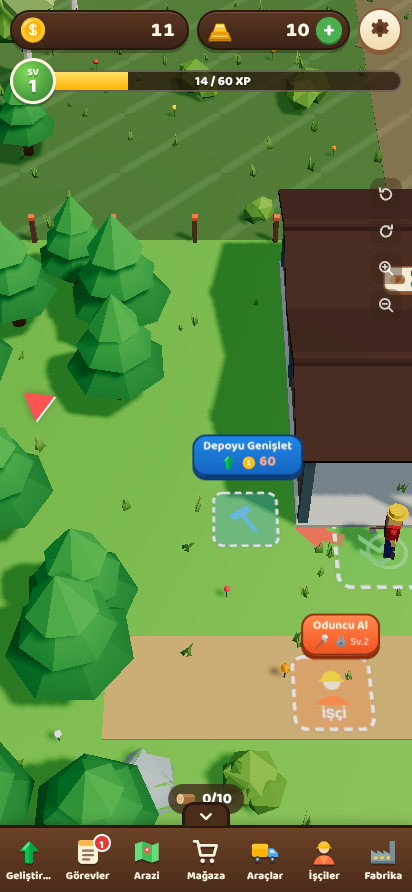 11
10
SV
1
14 / 60 XP
Depoyu Genişlet
60
Oduncu Al
Sv.2
İŞÇİ
0/10
1
Geliştir...
Görevler
Arazi
Mağaza
Araçlar
İşçiler
Fabrika